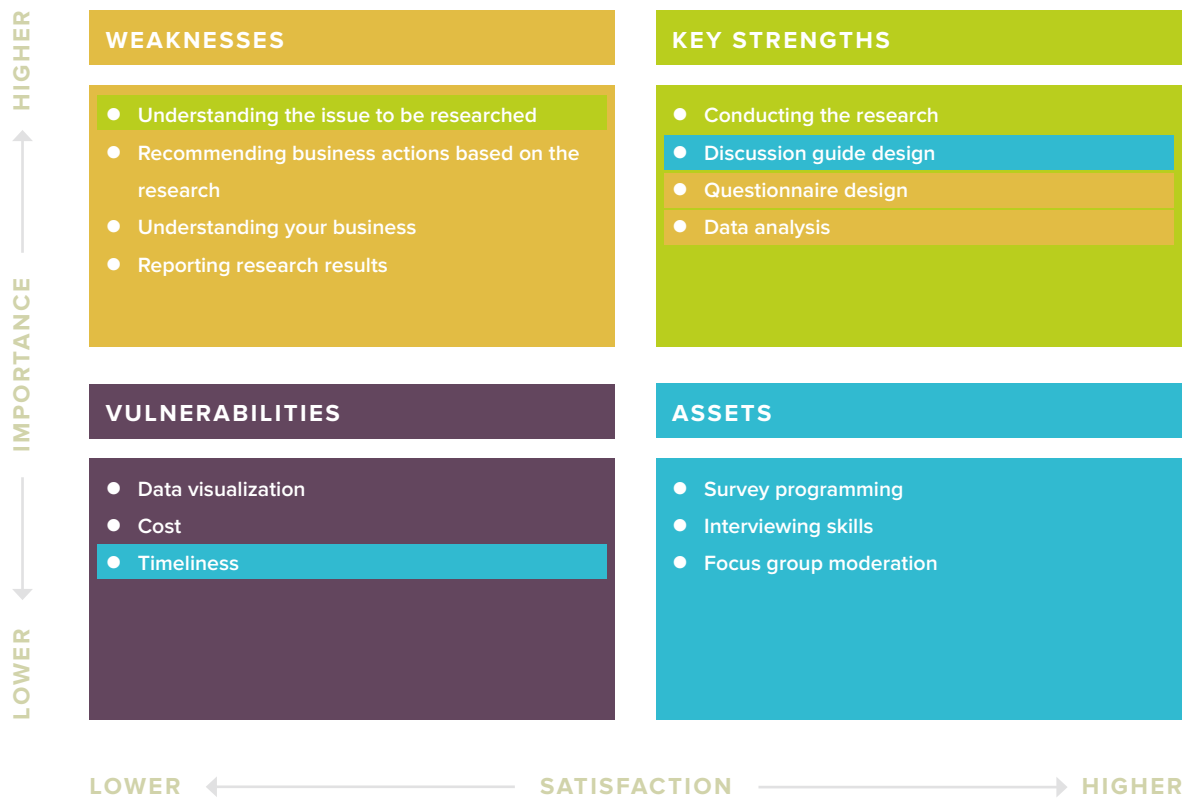 HIGHER
IMPORTANCE
LOWER
WEAKNESSES
Understanding the issue to be researched
Recommending business actions based on the
research
Understanding your business
Reporting research results
KEY STRENGTHS
Conducting the research
Discussion guide design
Questionnaire design
Data analysis
VULNERABILITIES
Data visualization
Cost
Timeliness
ASSETS
Survey programming
Interviewing skills
Focus group moderation
LOWER
SATISFACTION
HIGHER